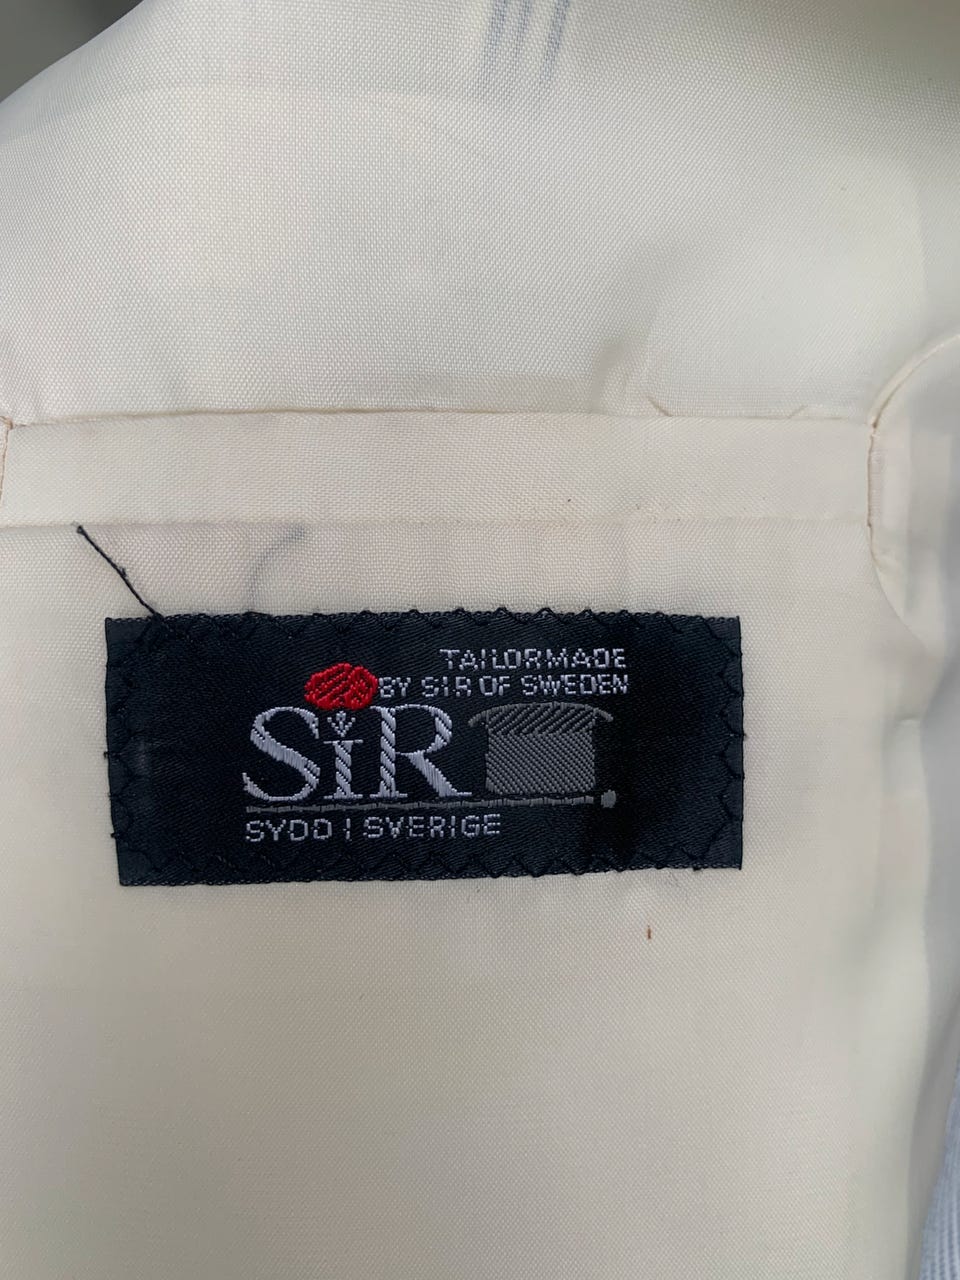 TAILORMADE
BY SIR OF SWEDEN
SiR
SYDD I SVERIGE